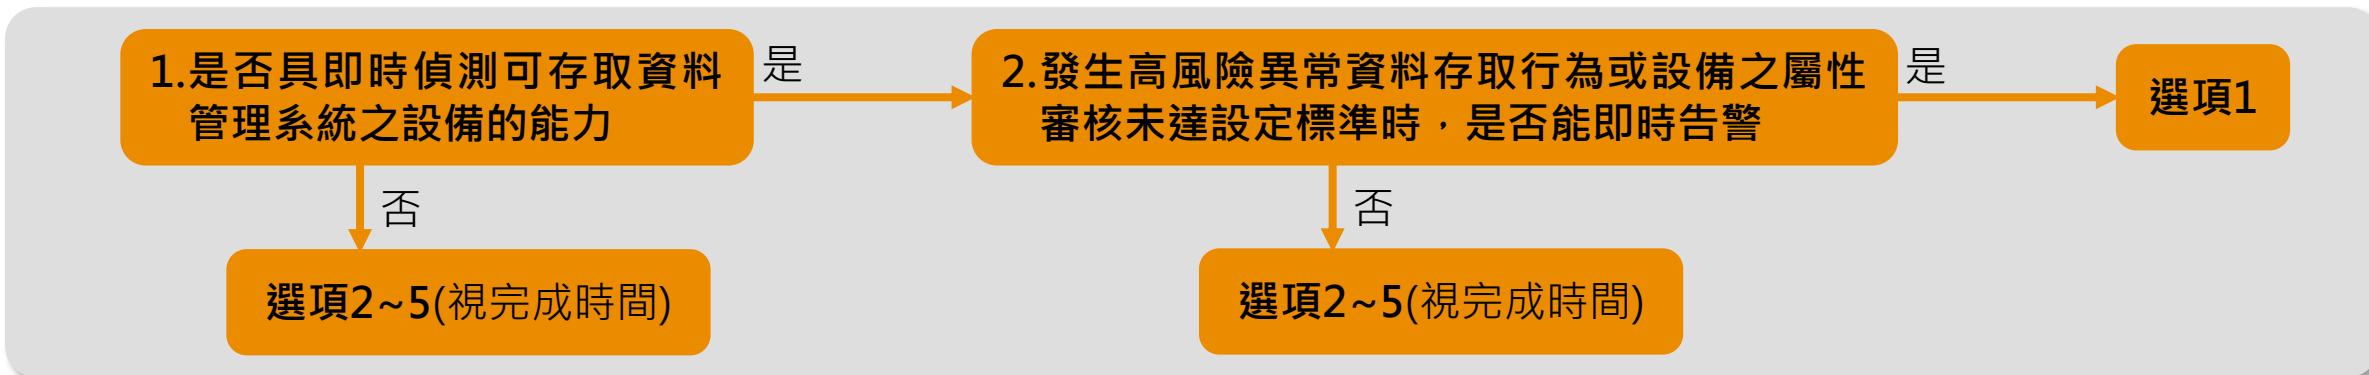 1.是否具即時偵測可存取資料
管理系統之設備的能力
是
2.發生高風險異常資料存取行為或設備之屬性
審核未達設定標準時，是否能即時告警
是
選項1
否
否
選項2~5(視完成時間)
選項2~5(視完成時間)